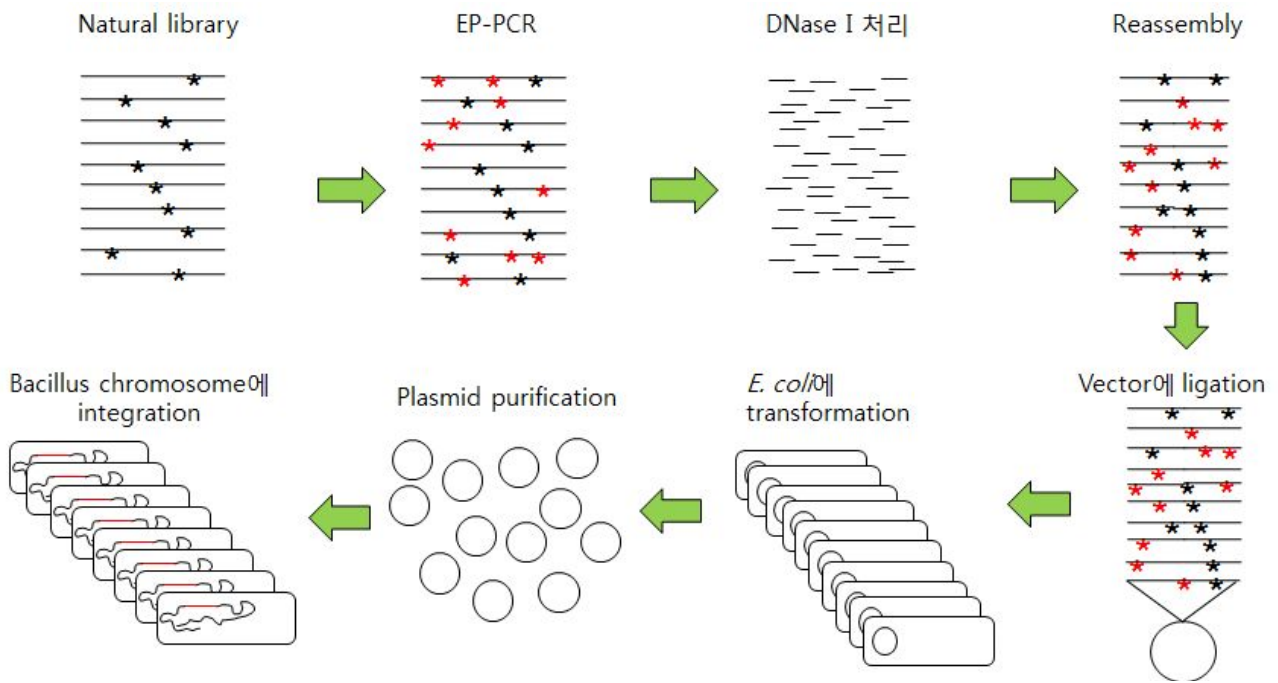 Natural library
EP-PCR
DNase I 처리
Reassembly
Vector에 ligation
E. coli에
transformation
Plasmid purification
Bacillus chromosome에
integration